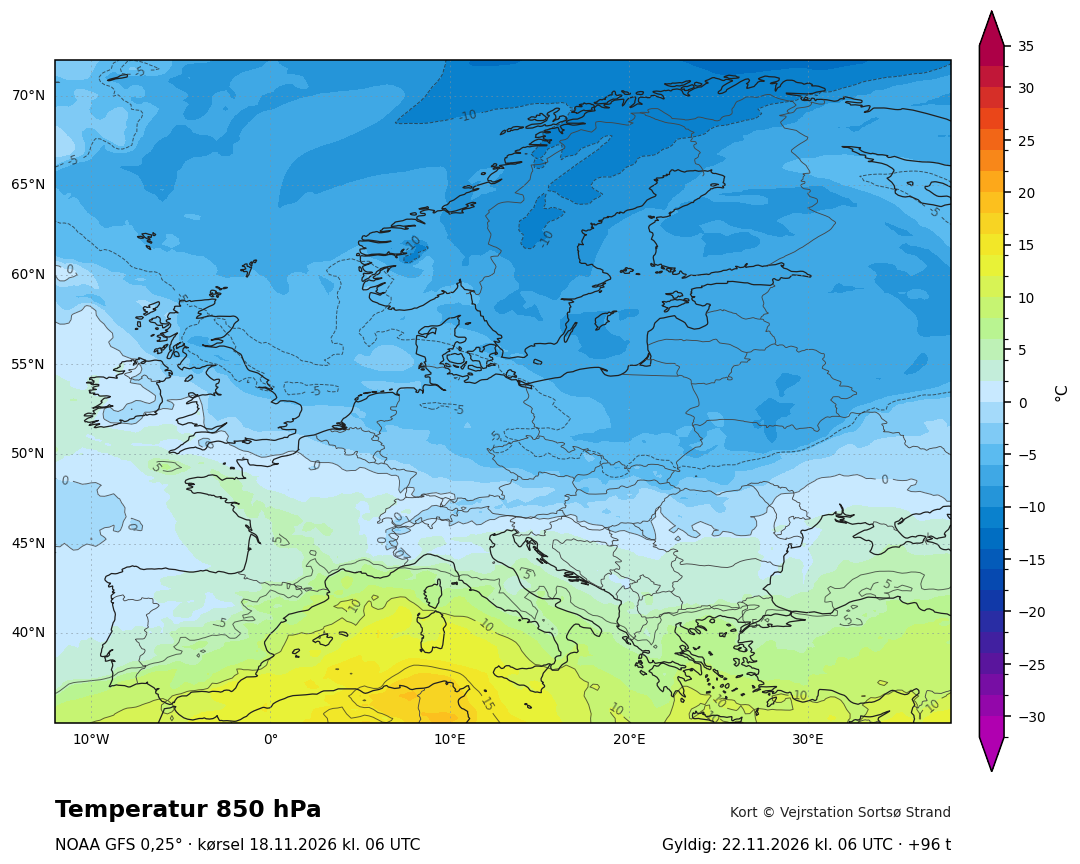 70°N
65°N
60°N
55°N
50°N
45°N
40°N
10°W 0° 10°E 20°E 30°E
35
30
25
20
15
10
5
0
−5
−10
−15
−20
−25
−30
°C
Temperatur 850 hPa
Kort © Vejrstation Sortsø Strand
NOAA GFS 0,25° · kørsel 18.11.2026 kl. 06 UTC
Gyldig: 22.11.2026 kl. 06 UTC · +96 t